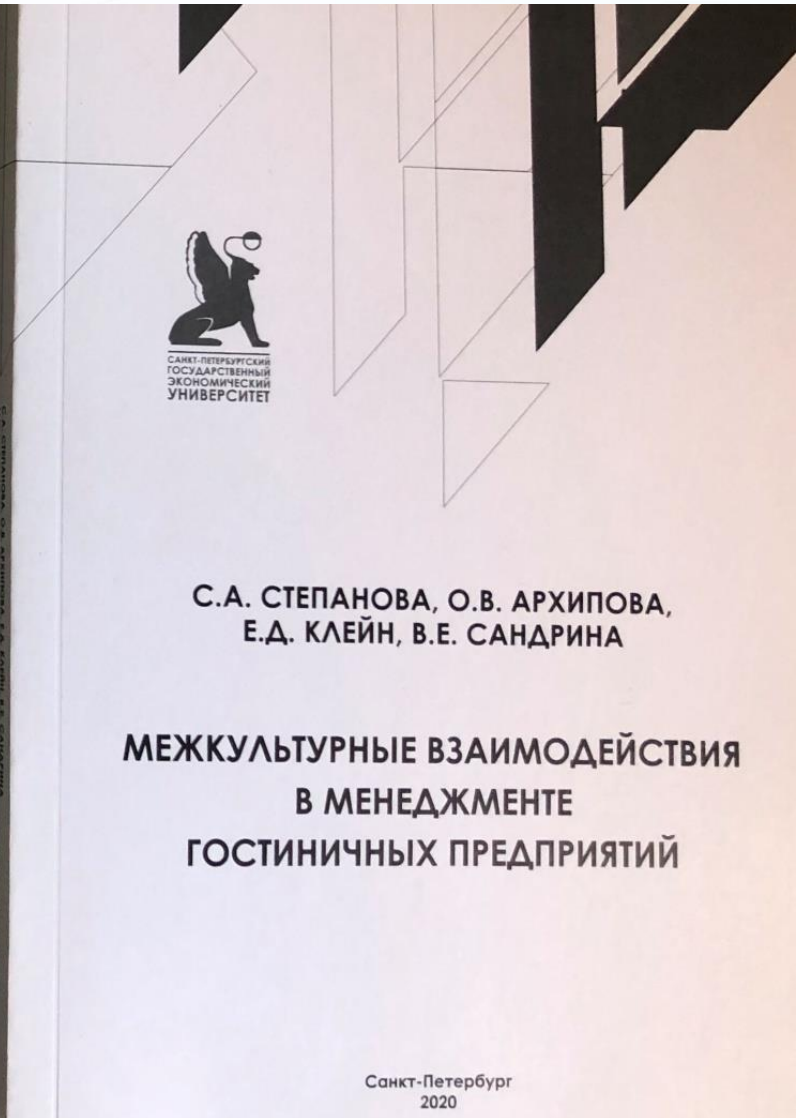 САНКТ-ПЕТЕРБУРГСКИЙ
ГОСУДАРСТВЕННЫЙ
ЭКОНОМИЧЕСКИЙ
УНИВЕРСИТЕТ
С.А. СТЕПАНОВА, О.В. АРХИПОВА,
Е.Д. КЛЕЙН, В.Е. САНДРИНА
МЕЖКУЛЬТУРНЫЕ ВЗАИМОДЕЙСТВИЯ
В МЕНЕДЖМЕНТЕ
ГОСТИНИЧНЫХ ПРЕДПРИЯТИЙ
Санкт-Петербург
2020